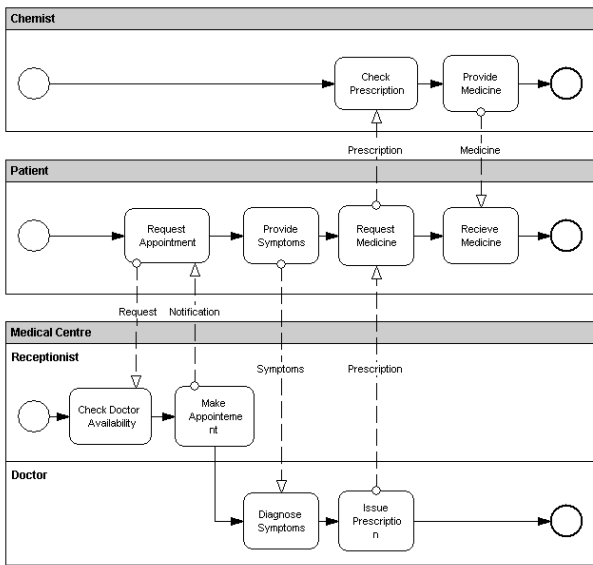 Chemist
Check
Prescription
Provide
Medicine
Prescription
Medicine
Patient
Request
Appointment
Provide
Symptoms
Request
Medicine
Recieve
Medicine
Request
Notification
Medical Centre
Receptionist
Symptoms
Prescription
Check Doctor
Availability
Make
Appointeme
nt
Doctor
Diagnose
Symptoms
Issue
Prescriptio
n